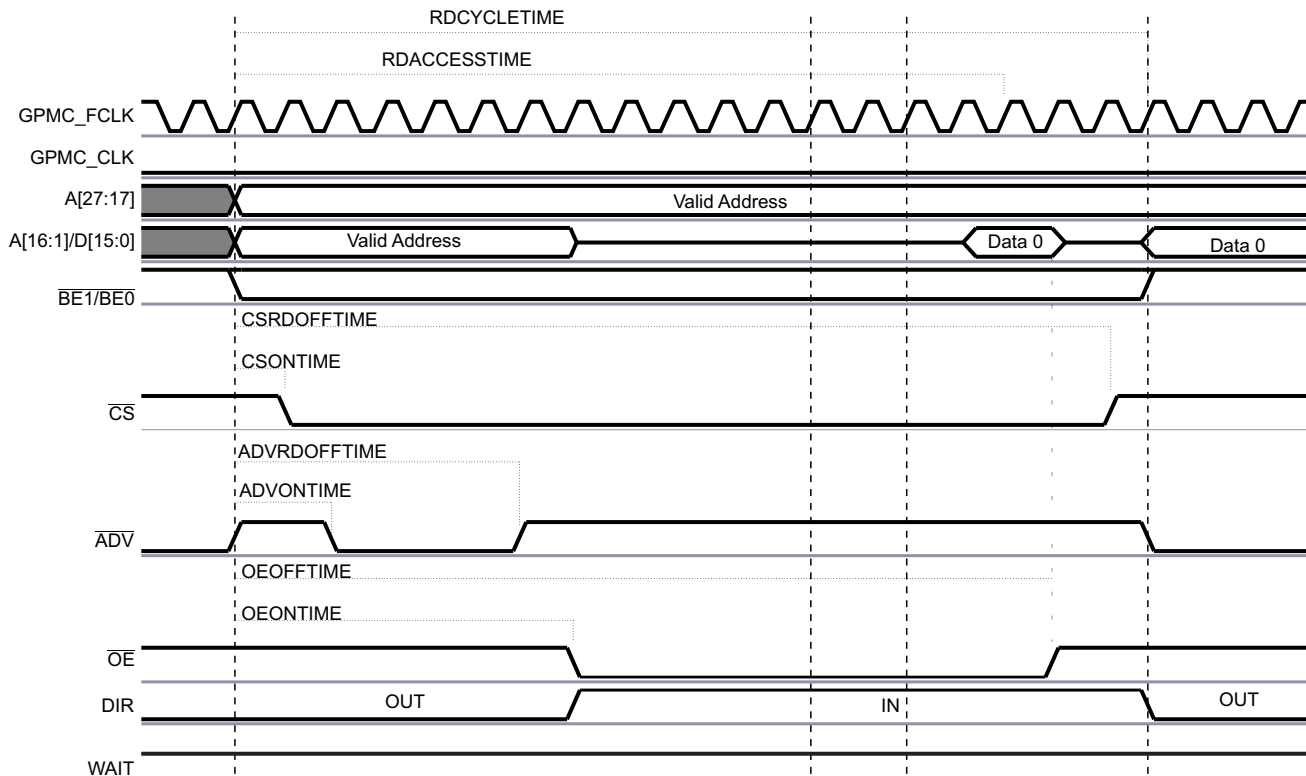 RDCYCLETIME
RDACCESSTIME
GPMC_FCLK
GPMC_CLK
A[27:17]
Valid Address
A[16:1]/D[15:0]
Valid Address
Data 0
Data 0
BE1/BE0
CSRDOFFTIME
CSONTIME
CS
ADVRDOFFTIME
ADVONTIME
ADV
OEOFFTIME
OEONTIME
OE
DIR
OUT
IN
OUT
WAIT